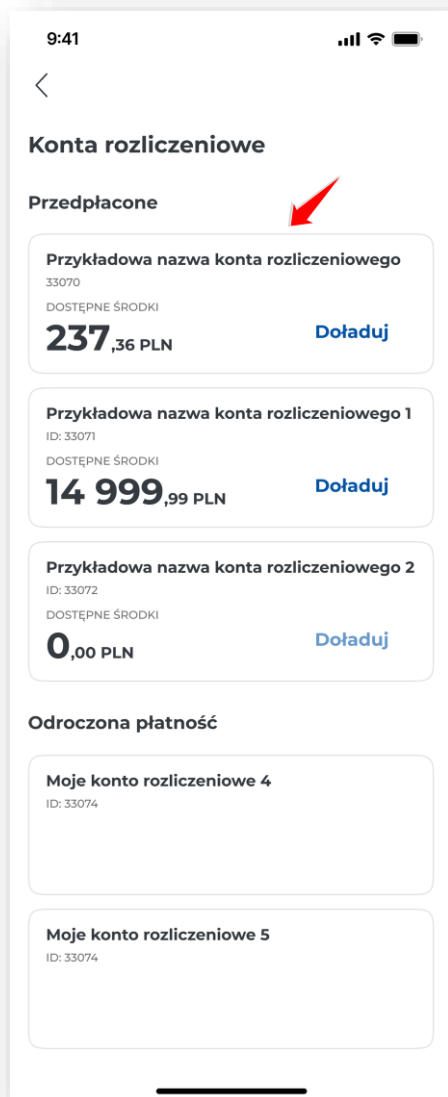 9:41
Konta rozliczeniowe
Przedpłacone
Przykładowa nazwa konta rozliczeniowego
33070
DOSTĘPNE ŚRODKI
237,36 PLN
Doładuj
Przykładowa nazwa konta rozliczeniowego 1
ID: 33071
DOSTĘPNE ŚRODKI
14 999,99 PLN
Doładuj
Przykładowa nazwa konta rozliczeniowego 2
ID: 33072
DOSTĘPNE ŚRODKI
0,00 PLN
Doładuj
Odroczona płatność
Moje konto rozliczeniowe 4
ID: 33074
Moje konto rozliczeniowe 5
ID: 33074